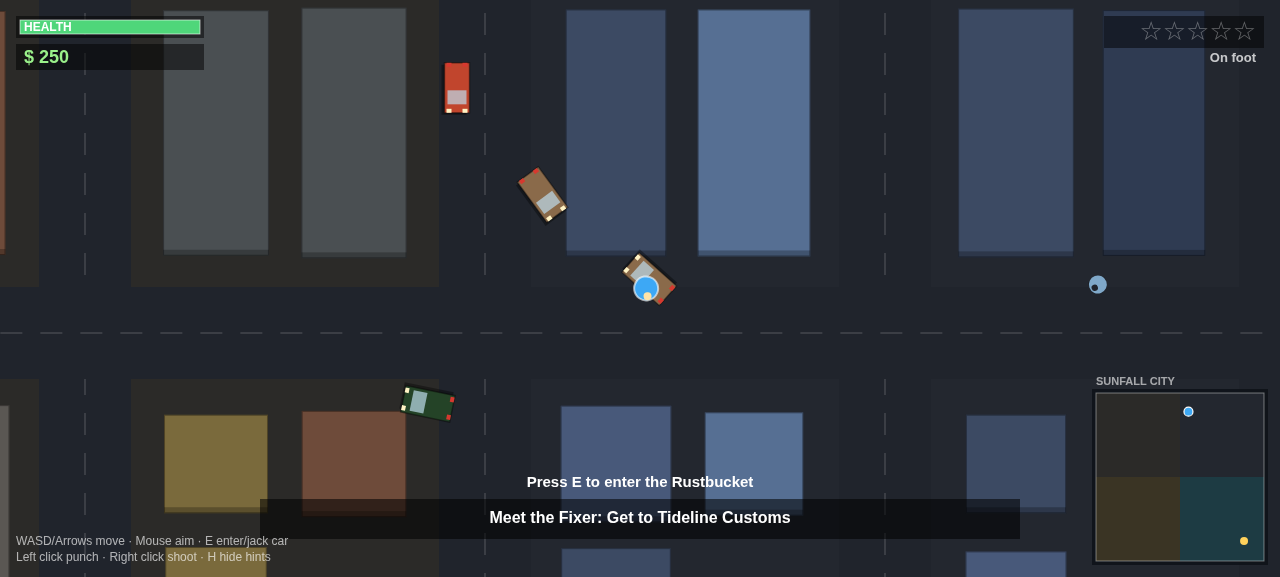 HEALTH
$ 250
☆☆☆☆☆
On foot
SUNFALL CITY
Press E to enter the Rustbucket
Meet the Fixer: Get to Tideline Customs
WASD/Arrows move · Mouse aim · E enter/jack car
Left click punch · Right click shoot · H hide hints